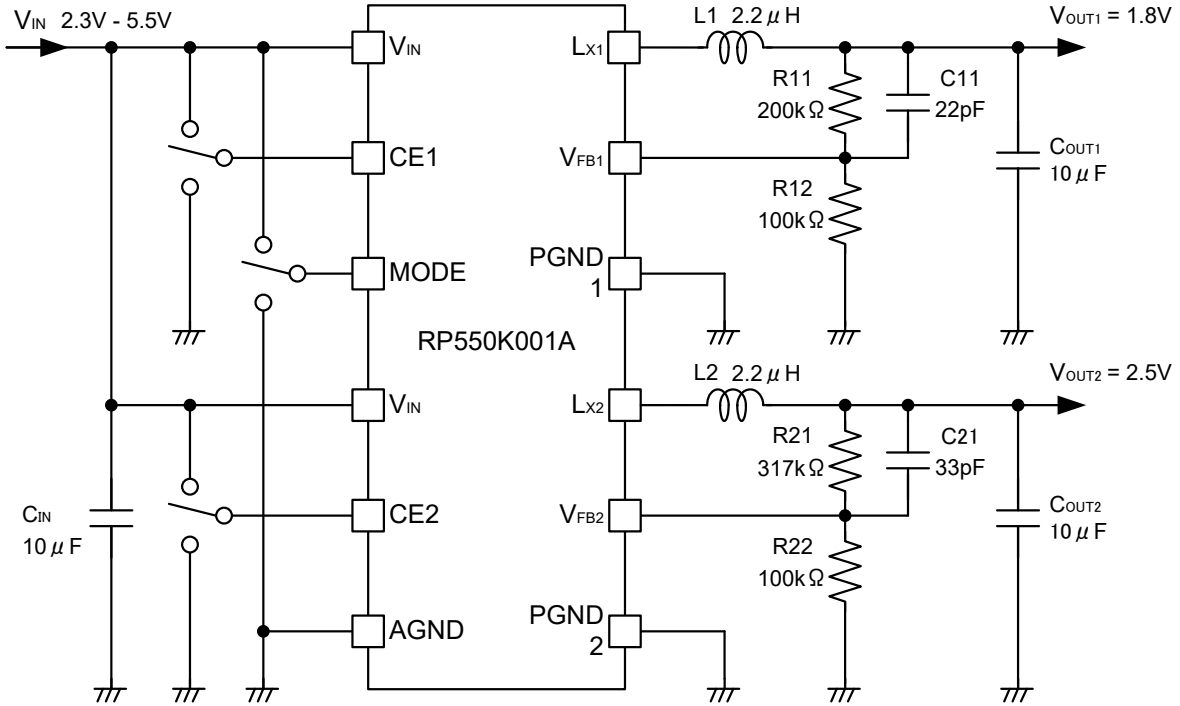 VIN 2.3V - 5.5V
VIN
CE1
MODE
RP550K001A
VIN
CE2
AGND
CIN
10μF
LX1
VFB1
PGND
1
LX2
VFB2
PGND
2
L1 2.2μH
VOUT1 = 1.8V
R11
200kΩ
C11
22pF
R12
100kΩ
COUT1
10μF
L2 2.2μH
VOUT2 = 2.5V
R21
317kΩ
C21
33pF
R22
100kΩ
COUT2
10μF